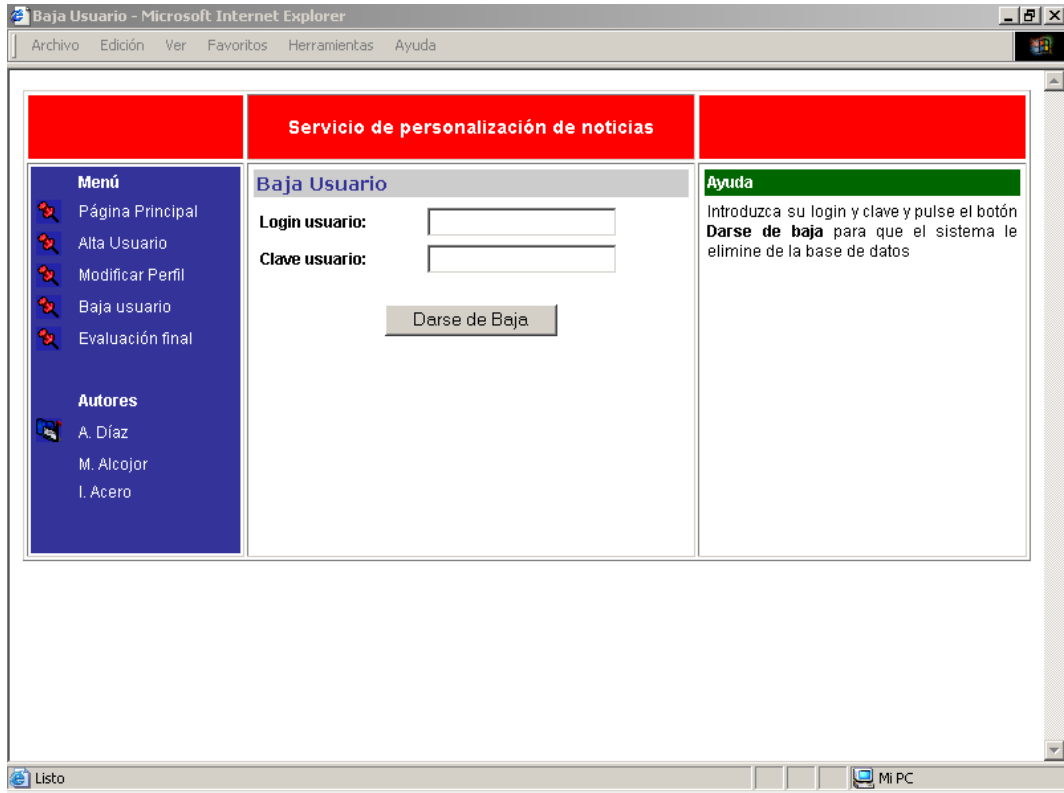 Baja Usuario - Microsoft Internet Explorer
Archivo Edición Ver Favoritos Herramientas Ayuda
Servicio de personalización de noticias
Menú
Página Principal
Alta Usuario
Modificar Perfil
Baja usuario
Evaluación final
Autores
A. Díaz
M. Alcojor
I. Acero
Baja Usuario
Login usuario:
Clave usuario:
Darse de Baja
Ayuda
Introduzca su login y clave y pulse el botón
Darse de baja para que el sistema le
elimine de la base de datos
Listo
Mi PC